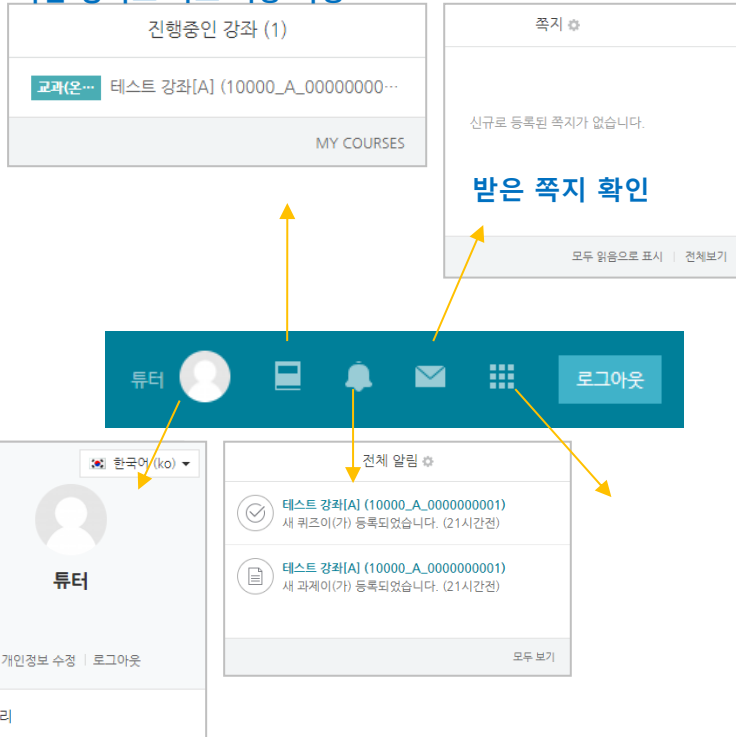 진행중인 강좌 (1)
교과(온… 테스트 강좌[A] (10000_A_00000000…
MY COURSES
쪽지
신규로 등록된 쪽지가 없습니다.
받은 쪽지 확인
모두 읽음으로 표시 | 전체보기
튜터
로그아웃
한국어 (ko)
튜터
개인정보 수정 | 로그아웃
리
전체 알림
테스트 강좌[A] (10000_A_0000000001)
새 퀴즈이(가) 등록되었습니다. (21시간전)
테스트 강좌[A] (10000_A_0000000001)
새 과제이(가) 등록되었습니다. (21시간전)
모두 보기